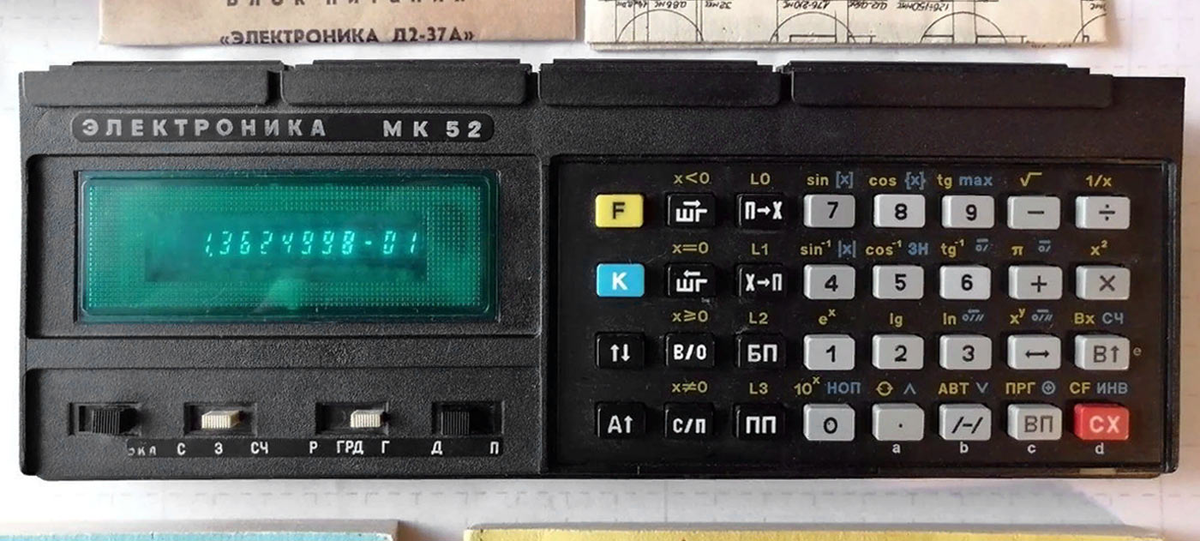 БЛОК ПИТАНИЯ
«ЭЛЕКТРОНИКА Д2-37А»
ЭЛЕКТРОНИКА МК 52
1,3624998-01
С З СЧ Р ГРД Г Д П
x<0 L0 sin [x] cos {x} tg max √ 1/x
F ШГ П→X 7 8 9 − ÷
x=0 L1 sin⁻¹ |x| cos⁻¹ ЗН tg⁻¹ π x²
K ШГ X→П 4 5 6 + ×
x≥0 L2 eˣ lg ln xʸ Вх СЧ
↑↓ В/О БП 1 2 3 ↔ В↑ e
x≠0 L3 10ˣ НОП ↻ ∧ АВТ ∨ ПРГ ⊕ CF ИНВ
А↑ С/П ПП 0 · /−/ ВП СХ
a b c d